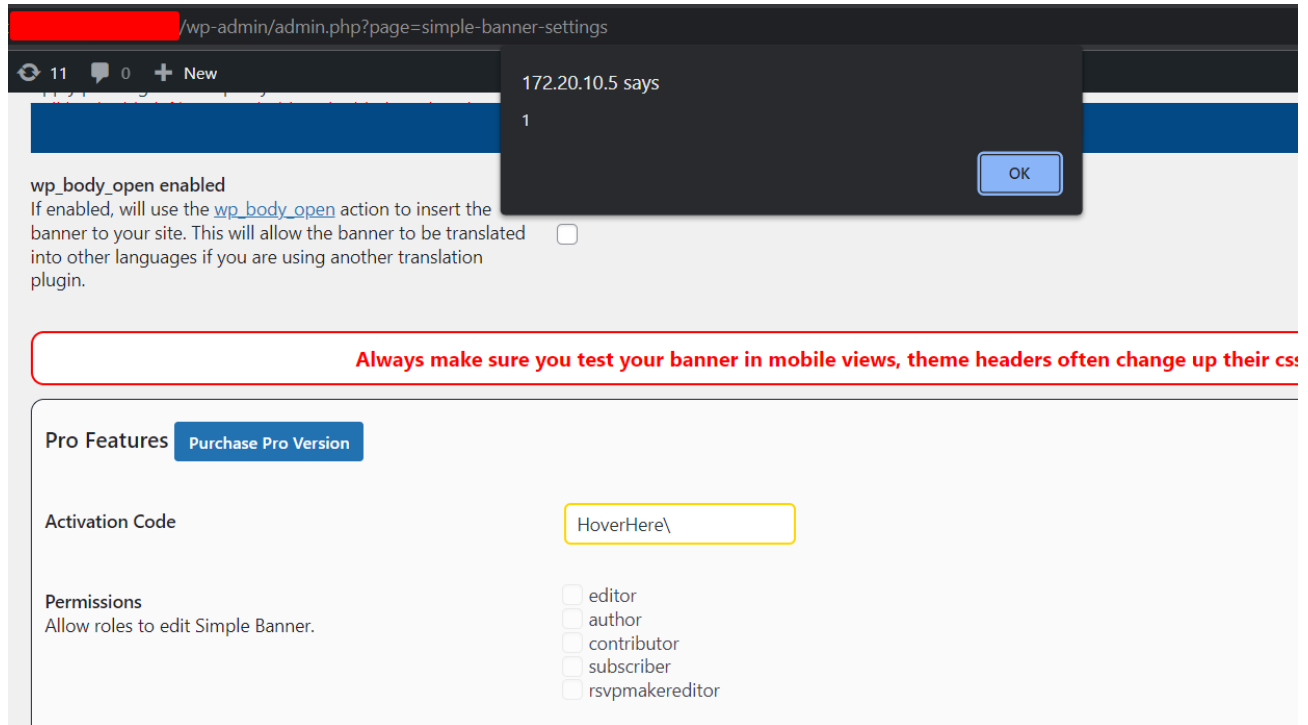 /wp-admin/admin.php?page=simple-banner-settings
11 0 + New
172.20.10.5 says
1
OK
wp_body_open enabled
If enabled, will use the wp_body_open action to insert the
banner to your site. This will allow the banner to be translated
into other languages if you are using another translation
plugin.
Always make sure you test your banner in mobile views, theme headers often change up their css
Pro Features Purchase Pro Version
Activation Code
HoverHere\
Permissions
Allow roles to edit Simple Banner.
editor
author
contributor
subscriber
rsvpmakereditor